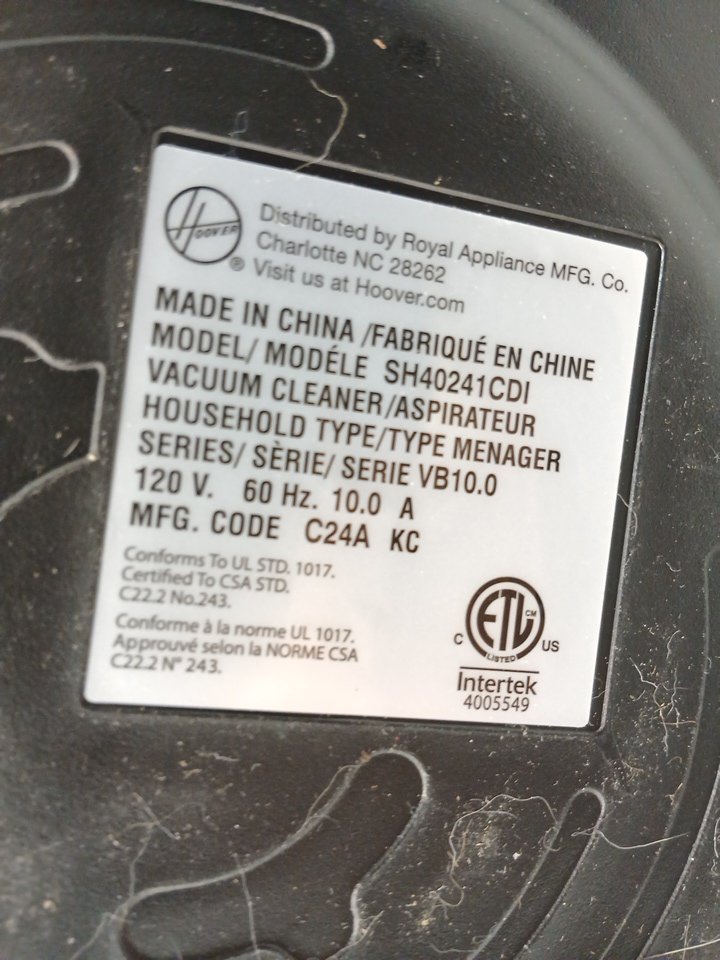 HOOVER
®
Distributed by Royal Appliance MFG. Co.
Charlotte NC 28262
Visit us at Hoover.com
MADE IN CHINA /FABRIQUÉ EN CHINE
MODEL/ MODÉLE SH40241CDI
VACUUM CLEANER/ASPIRATEUR
HOUSEHOLD TYPE/TYPE MENAGER
SERIES/ SÈRIE/ SERIE VB10.0
120 V. 60 Hz. 10.0 A
MFG. CODE C24A KC
Conforms To UL STD. 1017.
Certified To CSA STD.
C22.2 No.243.
Conforme à la norme UL 1017.
Approuvé selon la NORME CSA
C22.2 N° 243.
ETL CM
C US
LISTED
Intertek
4005549